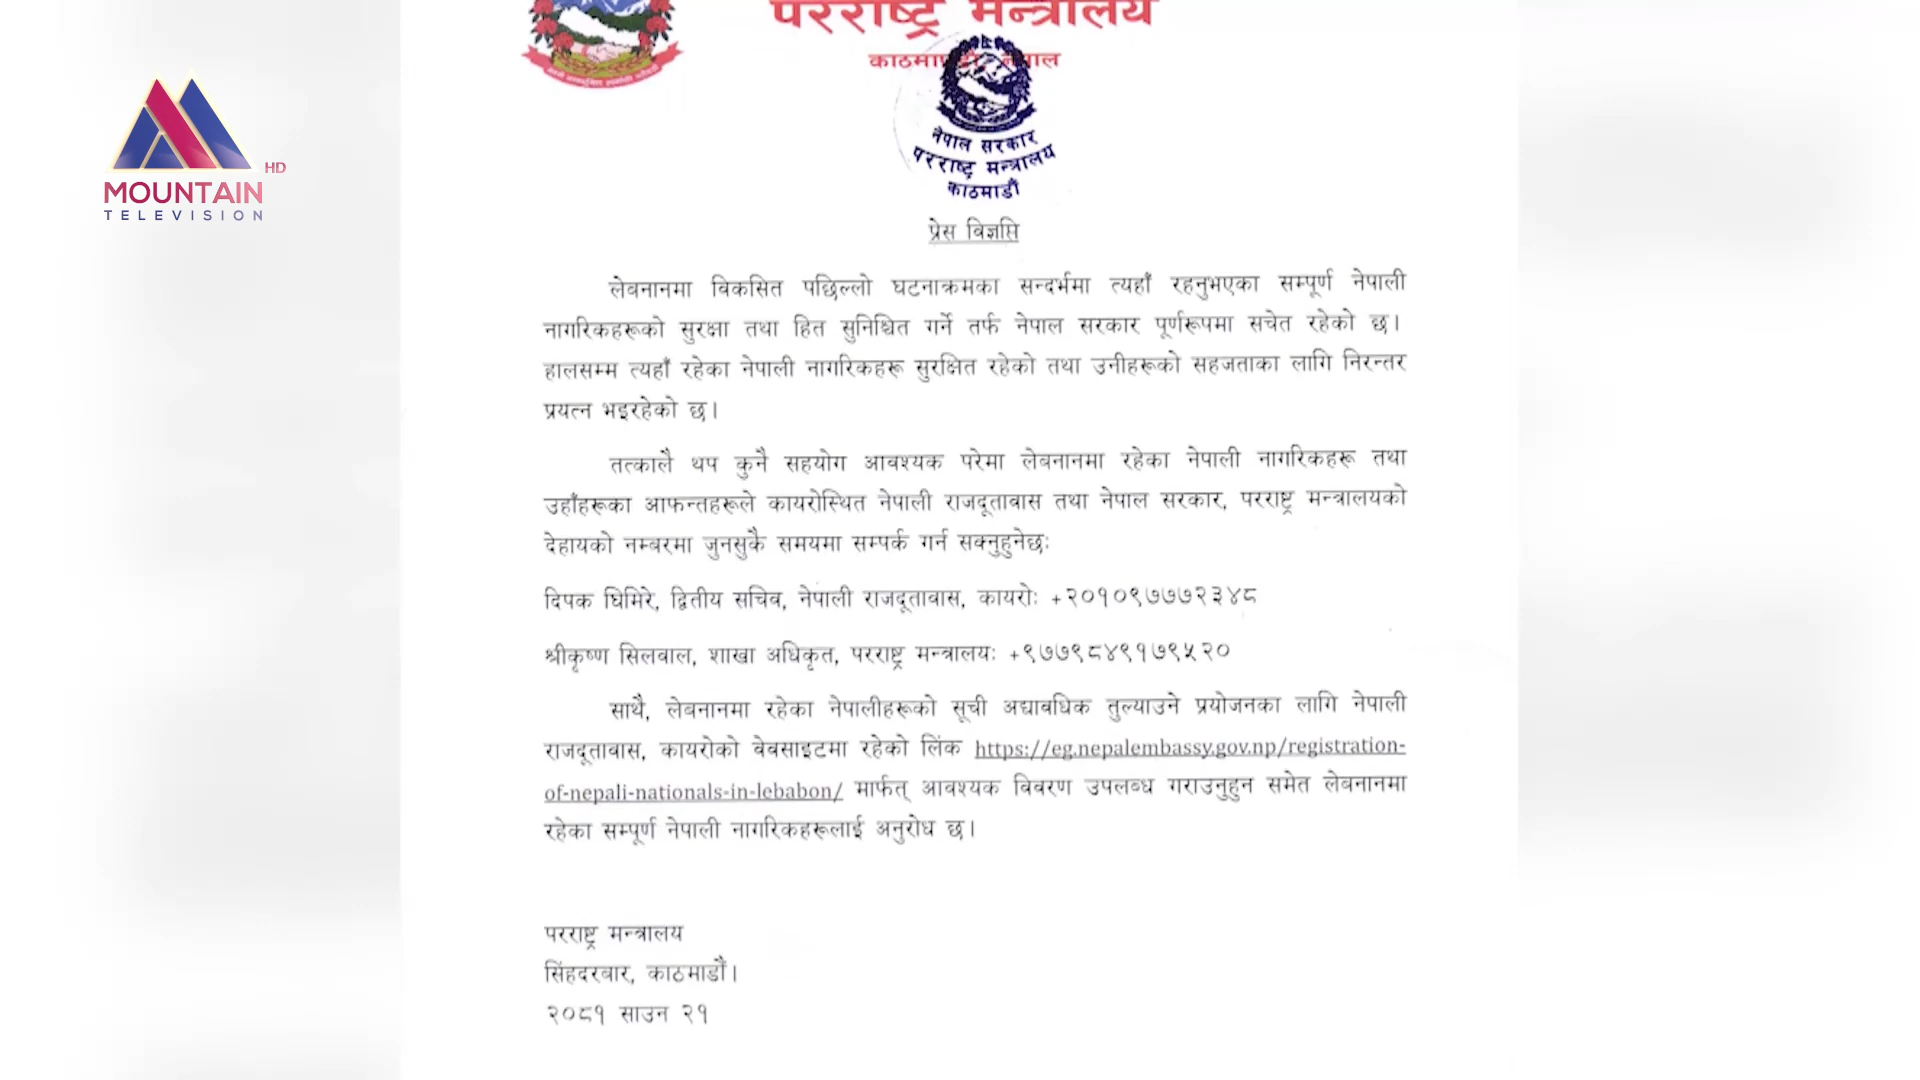 परराष्ट्र मन्त्रालय
काठमाडौं, नेपाल
नेपाल सरकार
परराष्ट्र मन्त्रालय
काठमाडौं
HD
MOUNTAIN
TELEVISION
प्रेस विज्ञप्ति
लेबनानमा विकसित पछिल्लो घटनाक्रमका सन्दर्भमा त्यहाँ रहनुभएका सम्पूर्ण नेपाली
नागरिकहरूको सुरक्षा तथा हित सुनिश्चित गर्ने तर्फ नेपाल सरकार पूर्णरूपमा सचेत रहेको छ।
हालसम्म त्यहाँ रहेका नेपाली नागरिकहरू सुरक्षित रहेको तथा उनीहरूको सहजताका लागि निरन्तर
प्रयत्न भइरहेको छ।
तत्कालै थप कुनै सहयोग आवश्यक परेमा लेबनानमा रहेका नेपाली नागरिकहरू तथा
उहाँहरूका आफन्तहरूले कायरोस्थित नेपाली राजदूतावास तथा नेपाल सरकार, परराष्ट्र मन्त्रालयको
देहायको नम्बरमा जुनसुकै समयमा सम्पर्क गर्न सक्नुहुनेछः
दिपक घिमिरे, द्वितीय सचिव, नेपाली राजदूतावास, कायरोः +२०१०९७७७२३४८
श्रीकृष्ण सिलवाल, शाखा अधिकृत, परराष्ट्र मन्त्रालयः +९७७९८४९१७९५२०
साथै, लेबनानमा रहेका नेपालीहरूको सूची अद्यावधिक तुल्याउने प्रयोजनका लागि नेपाली
राजदूतावास, कायरोको वेबसाइटमा रहेको लिंक https://eg.nepalembassy.gov.np/registration-
of-nepali-nationals-in-lebabon/ मार्फत् आवश्यक विवरण उपलब्ध गराउनुहुन समेत लेबनानमा
रहेका सम्पूर्ण नेपाली नागरिकहरूलाई अनुरोध छ।
परराष्ट्र मन्त्रालय
सिंहदरबार, काठमाडौं।
२०८१ साउन २१